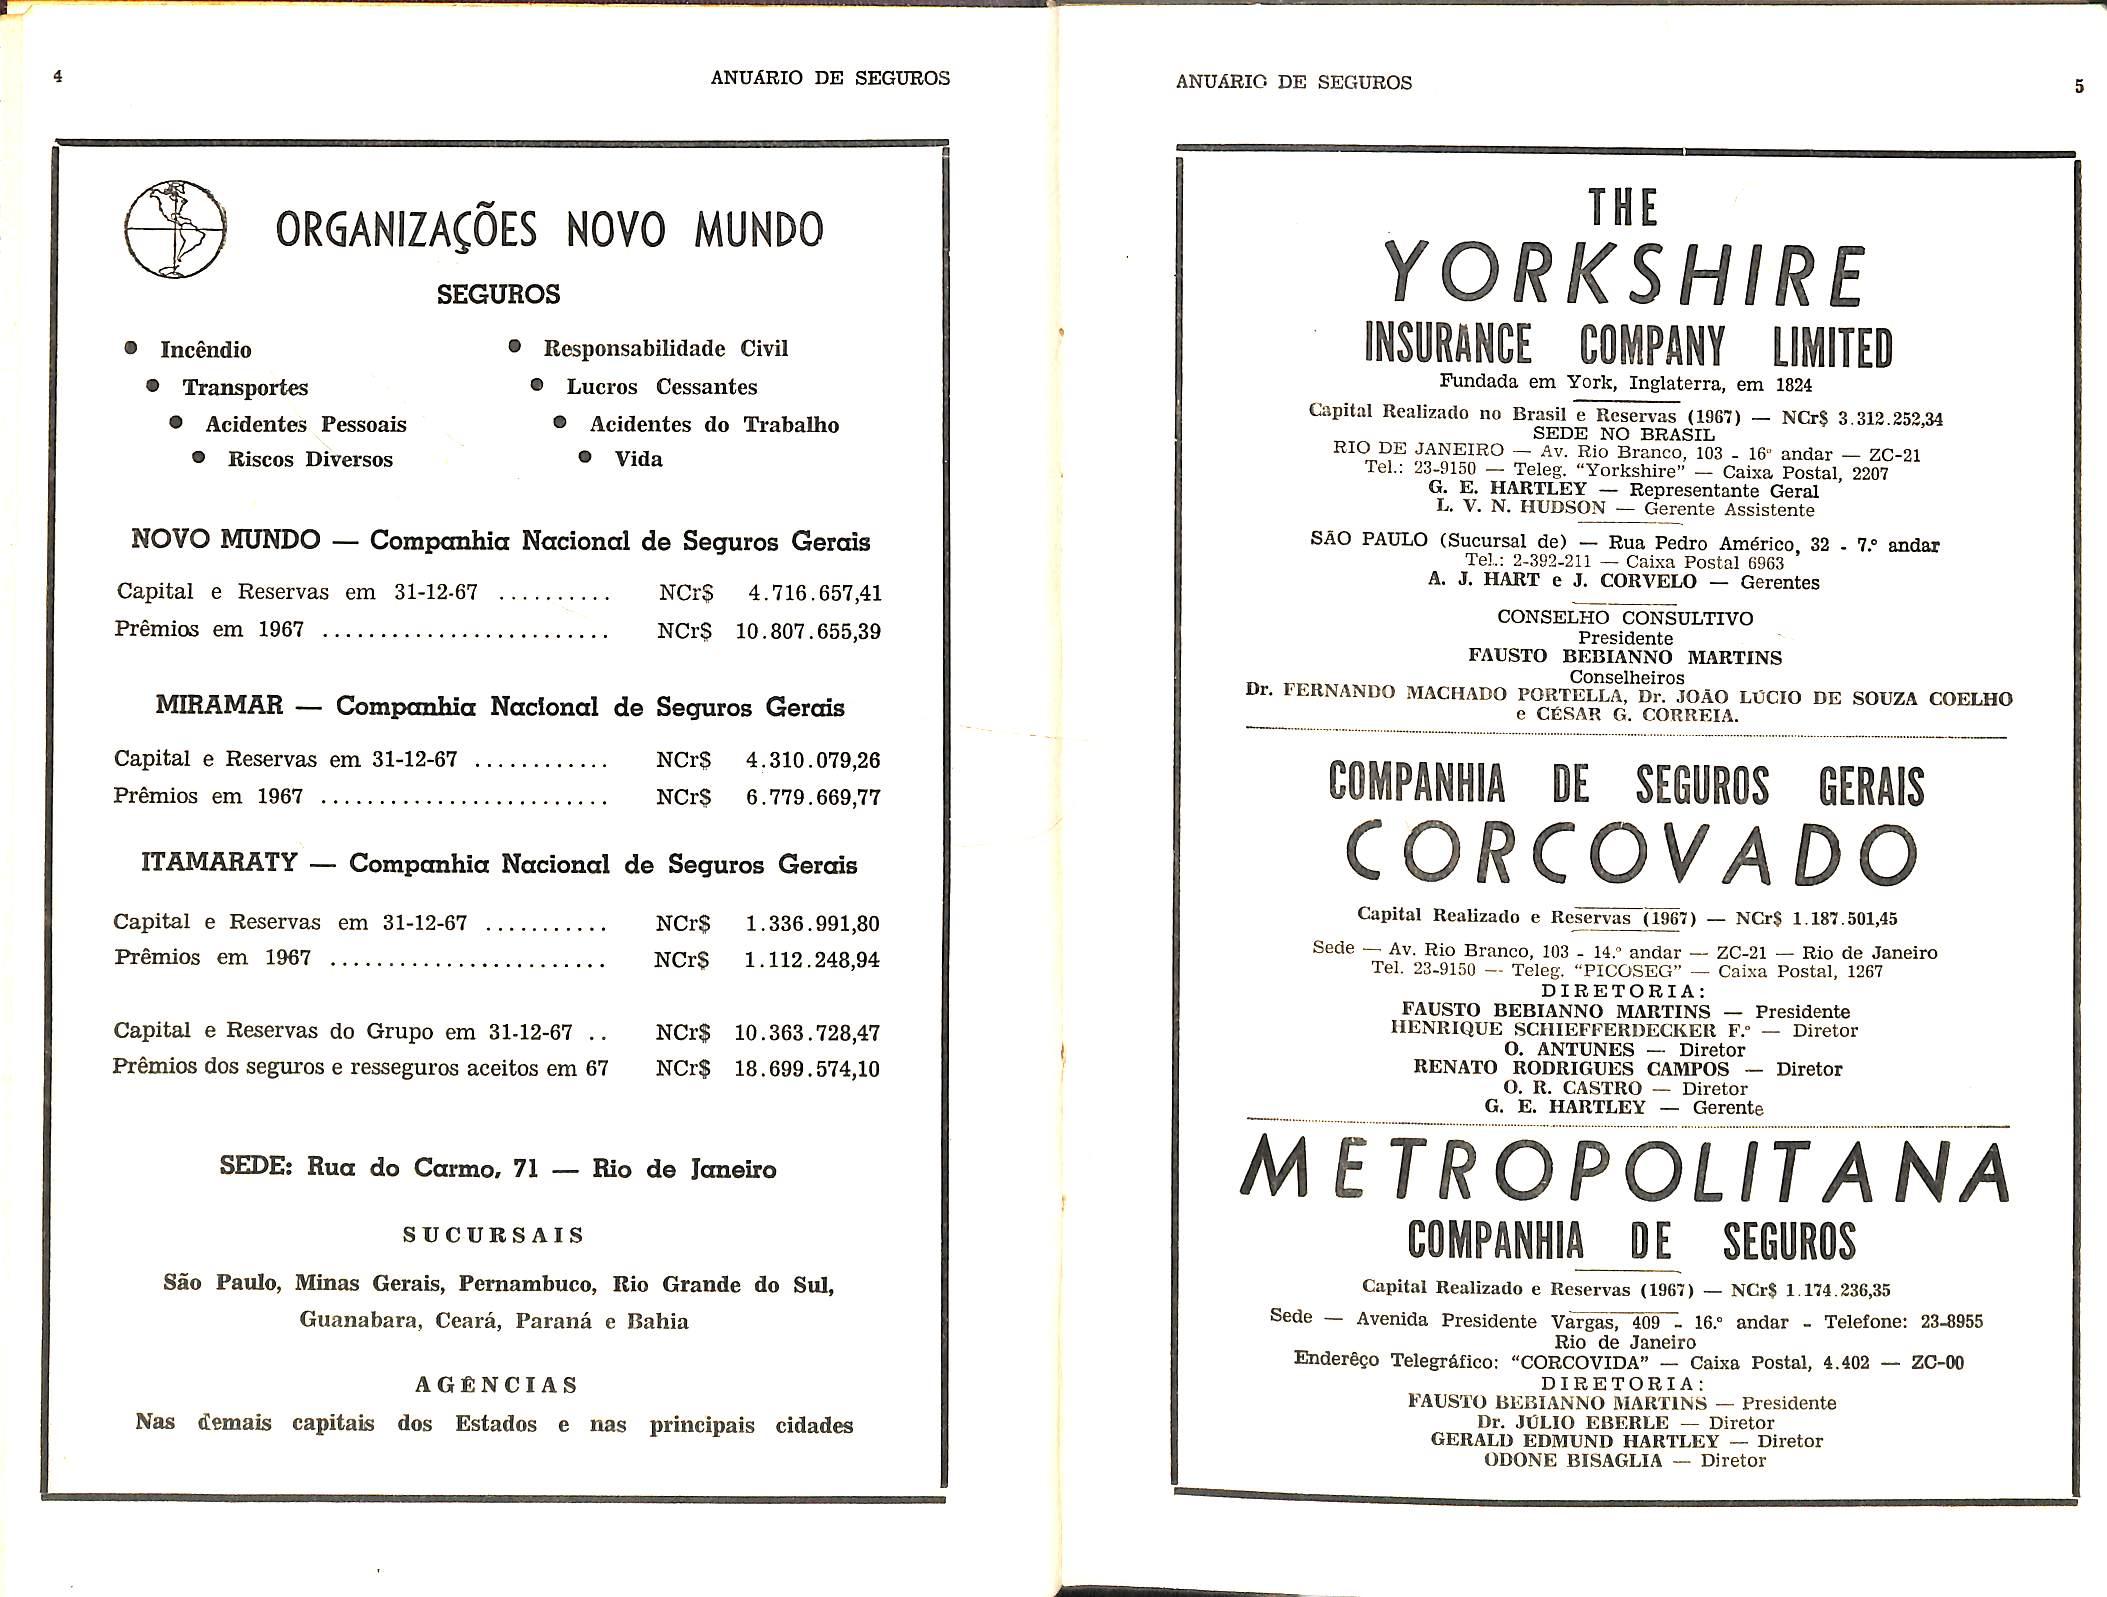 4
ANUÁRIO DE SEGUROS
ORGANIZAÇÕES NOVO MUNDO
SEGUROS
● Incêndio
● Transportes
● Acidentes Pessoais
● Riscos Diversos
● Responsabilidade Civil
● Lucros Cessantes
● Acidentes do Trabalho
● Vida
NOVO MUNDO — Companhia Nacional de Seguros Gerais
Capital e Reservas em 31-12-67 .......... NCr$ 4.716.657,41
Prêmios em 1967 ......................... NCr$ 10.807.655,39
MIRAMAR — Companhia Nacional de Seguros Gerais
Capital e Reservas em 31-12-67 ............ NCr$ 4.310.079,26
Prêmios em 1967 ......................... NCr$ 6.779.669,77
ITAMARATY — Companhia Nacional de Seguros Gerais
Capital e Reservas em 31-12-67 ........... NCr$ 1.336.991,80
Prêmios em 1967 ........................ NCr$ 1.112.248,94
Capital e Reservas do Grupo em 31-12-67 .. NCr$ 10.363.728,47
Prêmios dos seguros e resseguros aceitos em 67 NCr$ 18.699.574,10
SEDE: Rua do Carmo, 71 — Rio de Janeiro
SUCURSAIS
São Paulo, Minas Gerais, Pernambuco, Rio Grande do Sul,
Guanabara, Ceará, Paraná e Bahia
AGÊNCIAS
Nas demais capitais dos Estados e nas principais cidades
ANUÁRIO DE SEGUROS
5
THE
YORKSHIRE
INSURANCE COMPANY LIMITED
Fundada em York, Inglaterra, em 1824
Capital Realizado no Brasil e Reservas (1967) — NCr$ 3.312.252,34
SEDE NO BRASIL
RIO DE JANEIRO — Av. Rio Branco, 103 - 16º andar — ZC-21
Tel.: 23-9150 — Teleg. "Yorkshire" — Caixa Postal, 2207
G. E. HARTLEY — Representante Geral
L. V. N. HUDSON — Gerente Assistente
SÃO PAULO (Sucursal de) — Rua Pedro Américo, 32 - 7.º andar
Tel.: 2-392-211 — Caixa Postal 6963
A. J. HART e J. CORVELO — Gerentes
CONSELHO CONSULTIVO
Presidente
FAUSTO BEBIANNO MARTINS
Conselheiros
Dr. FERNANDO MACHADO PORTELLA, Dr. JOÃO LÚCIO DE SOUZA COELHO
e CÉSAR G. CORREIA.
COMPANHIA DE SEGUROS GERAIS
CORCOVADO
Capital Realizado e Reservas (1967) — NCr$ 1.187.501,45
Sede — Av. Rio Branco, 103 - 14.º andar — ZC-21 — Rio de Janeiro
Tel. 23-9150 — Teleg. "PICOSEG" — Caixa Postal, 1267
DIRETORIA:
FAUSTO BEBIANNO MARTINS — Presidente
HENRIQUE SCHIEFFERDECKER F.º — Diretor
O. ANTUNES — Diretor
RENATO RODRIGUES CAMPOS — Diretor
O. R. CASTRO — Diretor
G. E. HARTLEY — Gerente
METROPOLITANA
COMPANHIA DE SEGUROS
Capital Realizado e Reservas (1967) — NCr$ 1.174.236,35
Sede — Avenida Presidente Vargas, 409 - 16.º andar - Telefone: 23-8955
Rio de Janeiro
Enderêço Telegráfico: "CORCOVIDA" — Caixa Postal, 4.402 — ZC-00
DIRETORIA:
FAUSTO BEBIANNO MARTINS — Presidente
Dr. JÚLIO EBERLE — Diretor
GERALD EDMUND HARTLEY — Diretor
ODONE BISAGLIA — Diretor